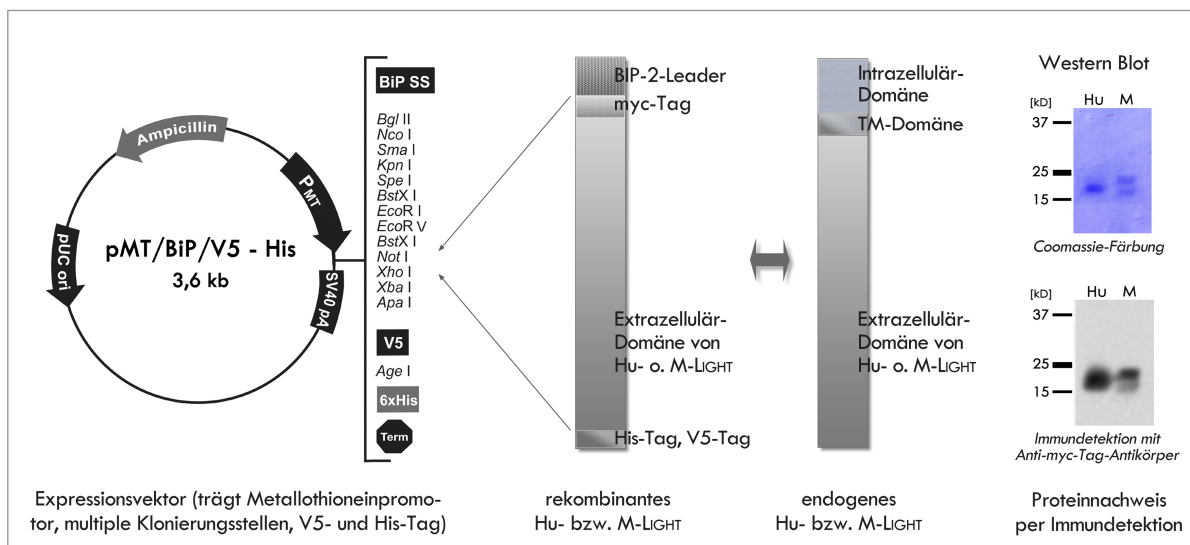 Ampicillin
PMT
pUC ori
SV40 pA
pMT/BiP/V5 - His
3,6 kb
BiP SS
Bgl II
Nco I
Sma I
Kpn I
Spe I
BstX I
EcoR I
EcoR V
BstX I
Not I
Xho I
Xba I
Apa I
V5
Age I
6xHis
Term
Expressionsvektor (trägt Metallothioneinpromo-
tor, multiple Klonierungsstellen, V5- und His-Tag)
BIP-2-Leader
myc-Tag
Extrazellulär-
Domäne von
Hu- o. M-LIGHT
His-Tag, V5-Tag
rekombinantes
Hu- bzw. M-LIGHT
Intrazellulär-
Domäne
TM-Domäne
Extrazellulär-
Domäne von
Hu- o. M-LIGHT
endogenes
Hu- bzw. M-LIGHT
Western Blot
[kD] Hu M
37
25
15
Coomassie-Färbung
[kD] Hu M
37
25
15
Immundetektion mit
Anti-myc-Tag-Antikörper
Proteinnachweis
per Immundetektion